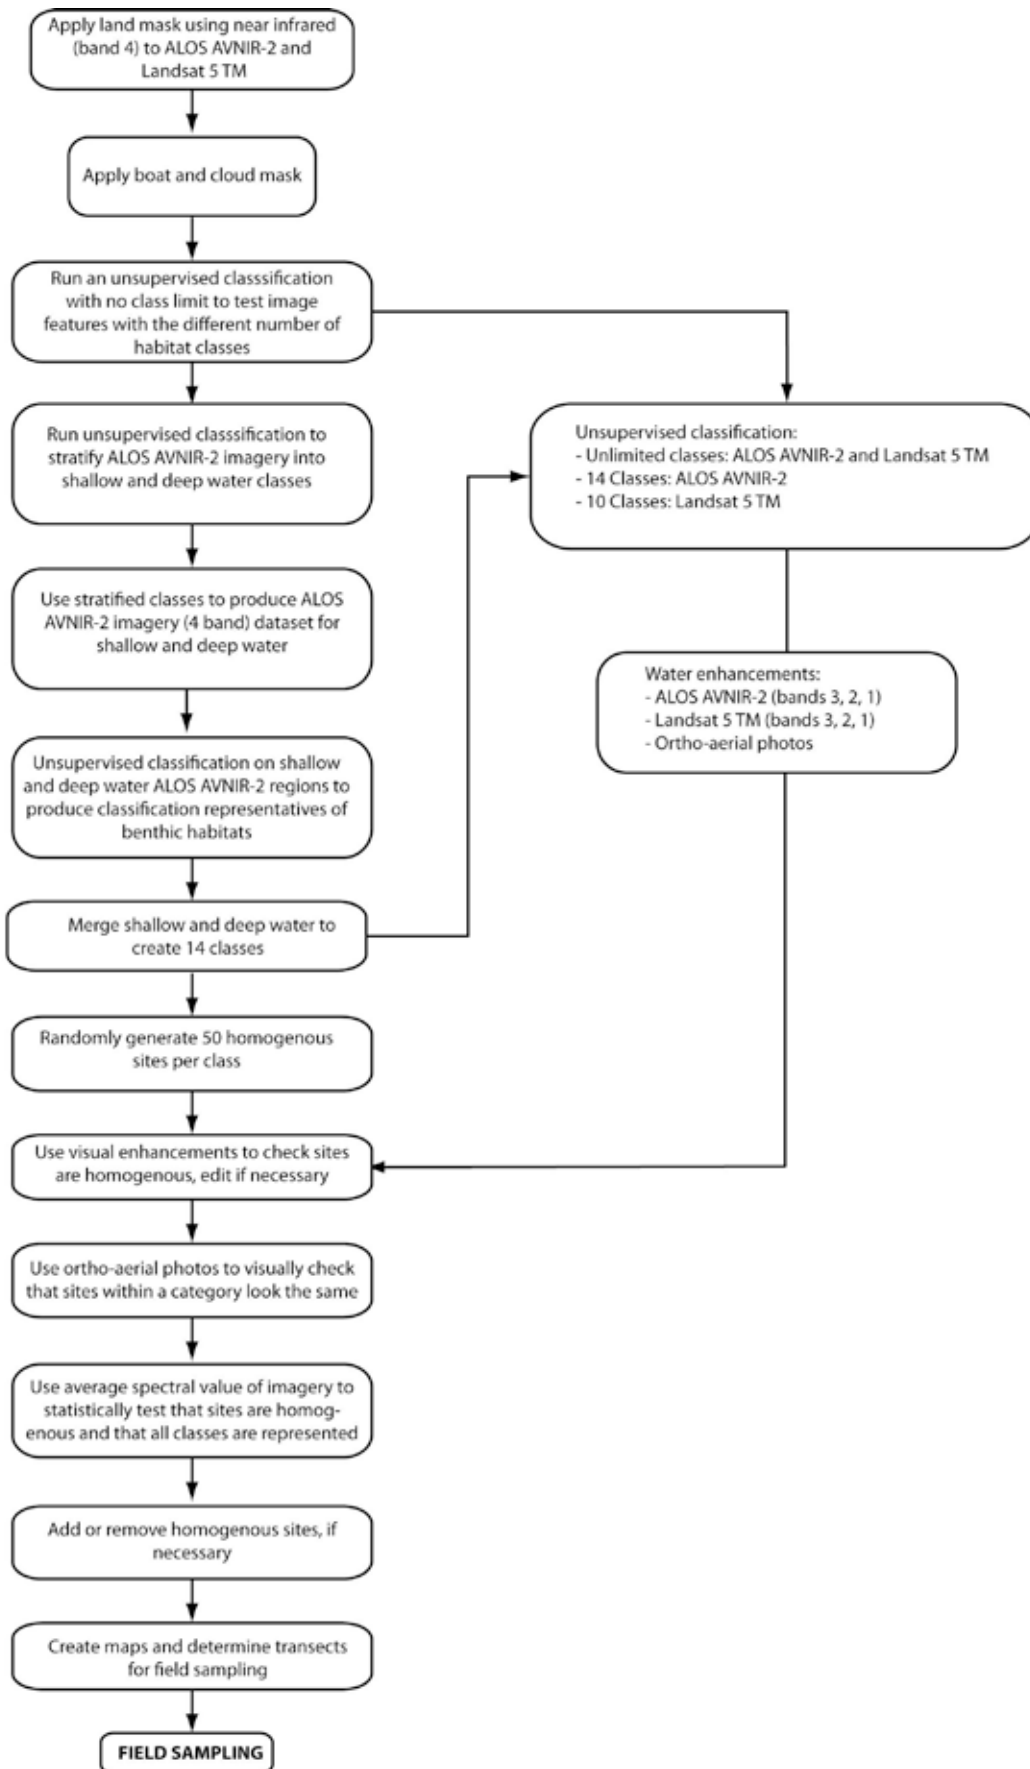 Apply land mask using near infrared
(band 4) to ALOS AVNIR-2 and
Landsat 5 TM
Apply boat and cloud mask
Run an unsupervised classsification
with no class limit to test image
features with the different number of
habitat classes
Run unsupervised classsification to
stratify ALOS AVNIR-2 imagery into
shallow and deep water classes
Unsupervised classification:
- Unlimited classes: ALOS AVNIR-2 and Landsat 5 TM
- 14 Classes: ALOS AVNIR-2
- 10 Classes: Landsat 5 TM
Use stratified classes to produce ALOS
AVNIR-2 imagery (4 band) dataset for
shallow and deep water
Water enhancements:
- ALOS AVNIR-2 (bands 3, 2, 1)
- Landsat 5 TM (bands 3, 2, 1)
- Ortho-aerial photos
Unsupervised classification on shallow
and deep water ALOS AVNIR-2 regions to
produce classification representatives of
benthic habitats
Merge shallow and deep water to
create 14 classes
Randomly generate 50 homogenous
sites per class
Use visual enhancements to check sites
are homogenous, edit if necessary
Use ortho-aerial photos to visually check
that sites within a category look the same
Use average spectral value of imagery to
statistically test that sites are homog-
enous and that all classes are represented
Add or remove homogenous sites, if
necessary
Create maps and determine transects
for field sampling
FIELD SAMPLING